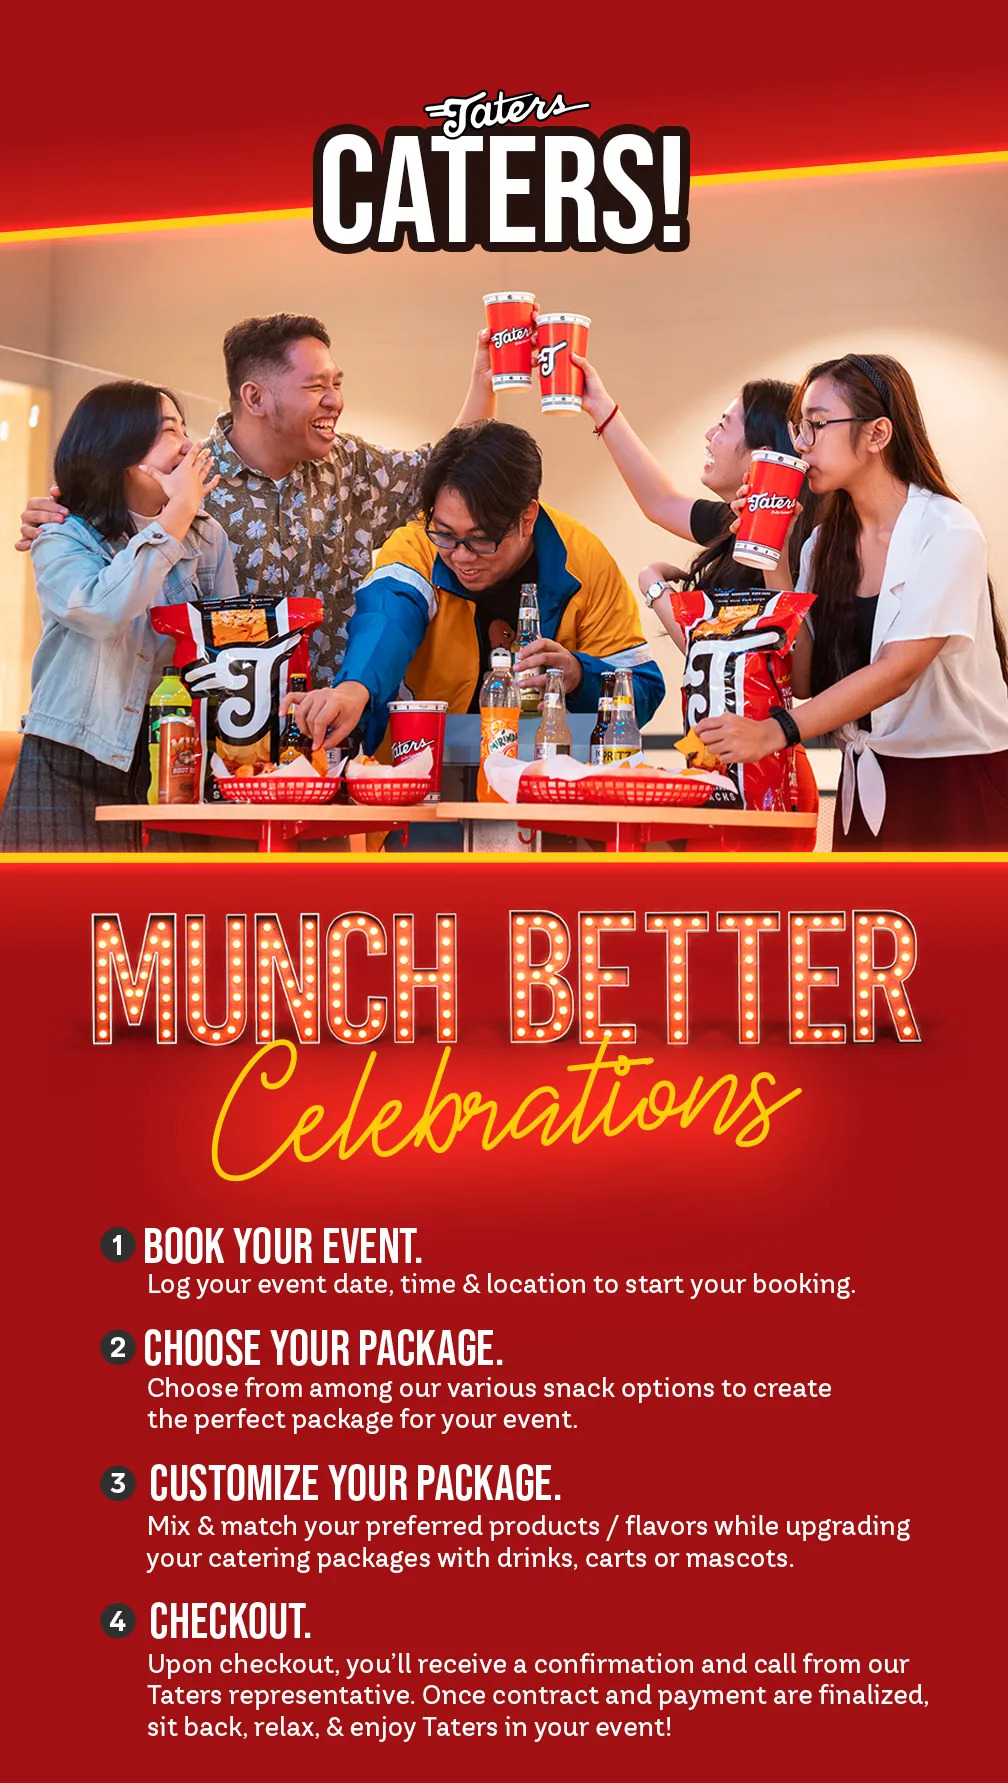 Taters
CATERS!
Taters
T
Taters
T
T
Taters
MIRINDA
MUNCH BETTER
Celebrations
1 BOOK YOUR EVENT.
Log your event date, time & location to start your booking.
2 CHOOSE YOUR PACKAGE.
Choose from among our various snack options to create
the perfect package for your event.
3 CUSTOMIZE YOUR PACKAGE.
Mix & match your preferred products / flavors while upgrading
your catering packages with drinks, carts or mascots.
4 CHECKOUT.
Upon checkout, you'll receive a confirmation and call from our
Taters representative. Once contract and payment are finalized,
sit back, relax, & enjoy Taters in your event!